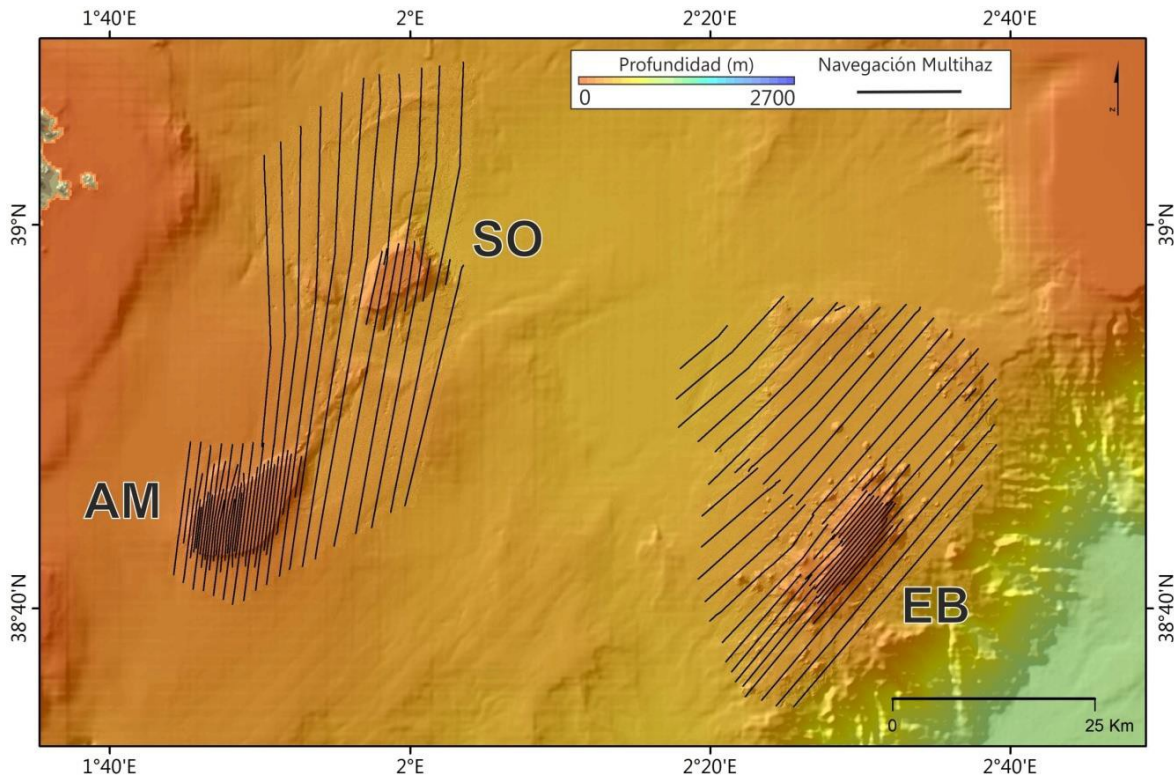 1°40' 2°E 2°20' 2°40'
Profundidad (m) Navegación Multihaz
0 2700
z
39°N 39°N
SO
AM
EB
38°40'N 38°40'N
0 25 Km
1°40' 2°E 2°20' 2°40'